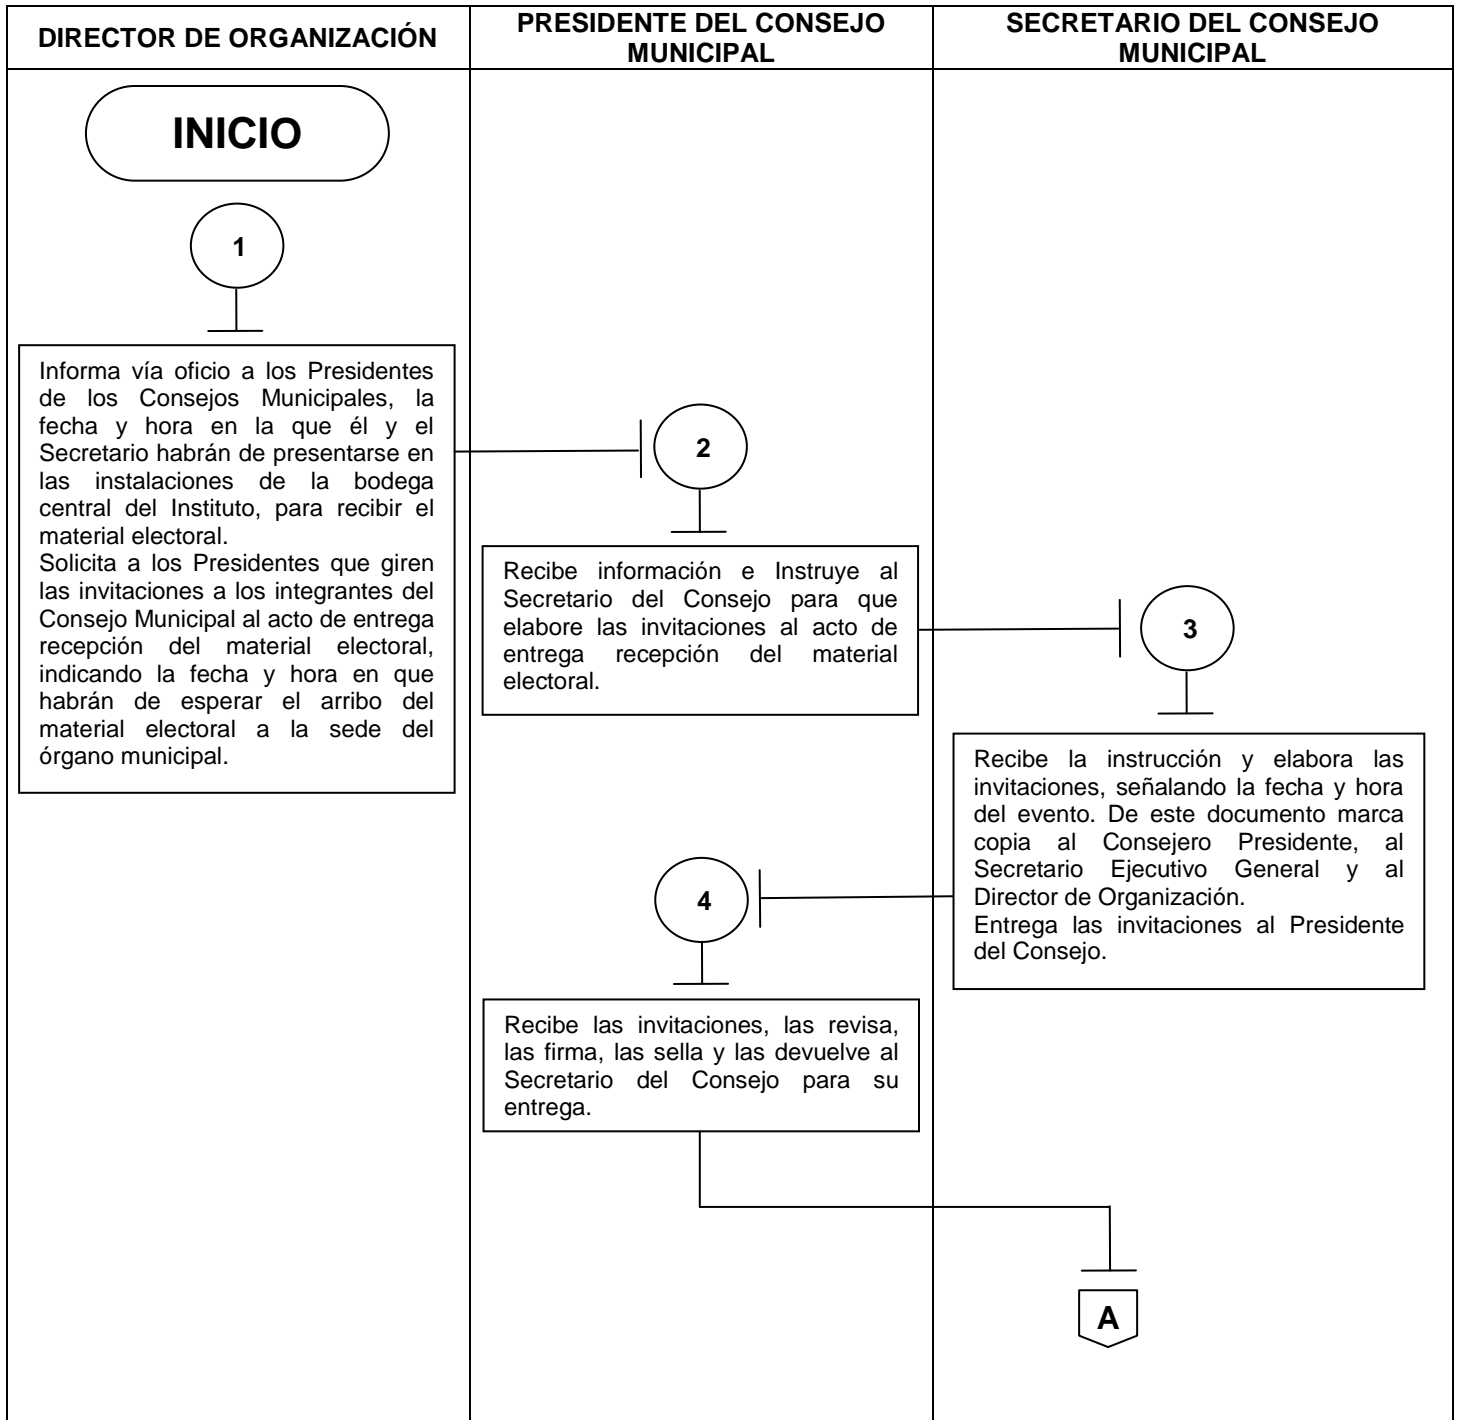 DIRECTOR DE ORGANIZACIÓN
PRESIDENTE DEL CONSEJO
MUNICIPAL
SECRETARIO DEL CONSEJO
MUNICIPAL
INICIO
1
Informa vía oficio a los Presidentes
de los Consejos Municipales, la
fecha y hora en la que él y el
Secretario habrán de presentarse en
las instalaciones de la bodega
central del Instituto, para recibir el
material electoral.
Solicita a los Presidentes que giren
las invitaciones a los integrantes del
Consejo Municipal al acto de entrega
recepción del material electoral,
indicando la fecha y hora en que
habrán de esperar el arribo del
material electoral a la sede del
órgano municipal.
2
Recibe información e Instruye al
Secretario del Consejo para que
elabore las invitaciones al acto de
entrega recepción del material
electoral.
3
Recibe la instrucción y elabora las
invitaciones, señalando la fecha y hora
del evento. De este documento marca
copia al Consejero Presidente, al
Secretario Ejecutivo General y al
Director de Organización.
Entrega las invitaciones al Presidente
del Consejo.
4
Recibe las invitaciones, las revisa,
las firma, las sella y las devuelve al
Secretario del Consejo para su
entrega.
A